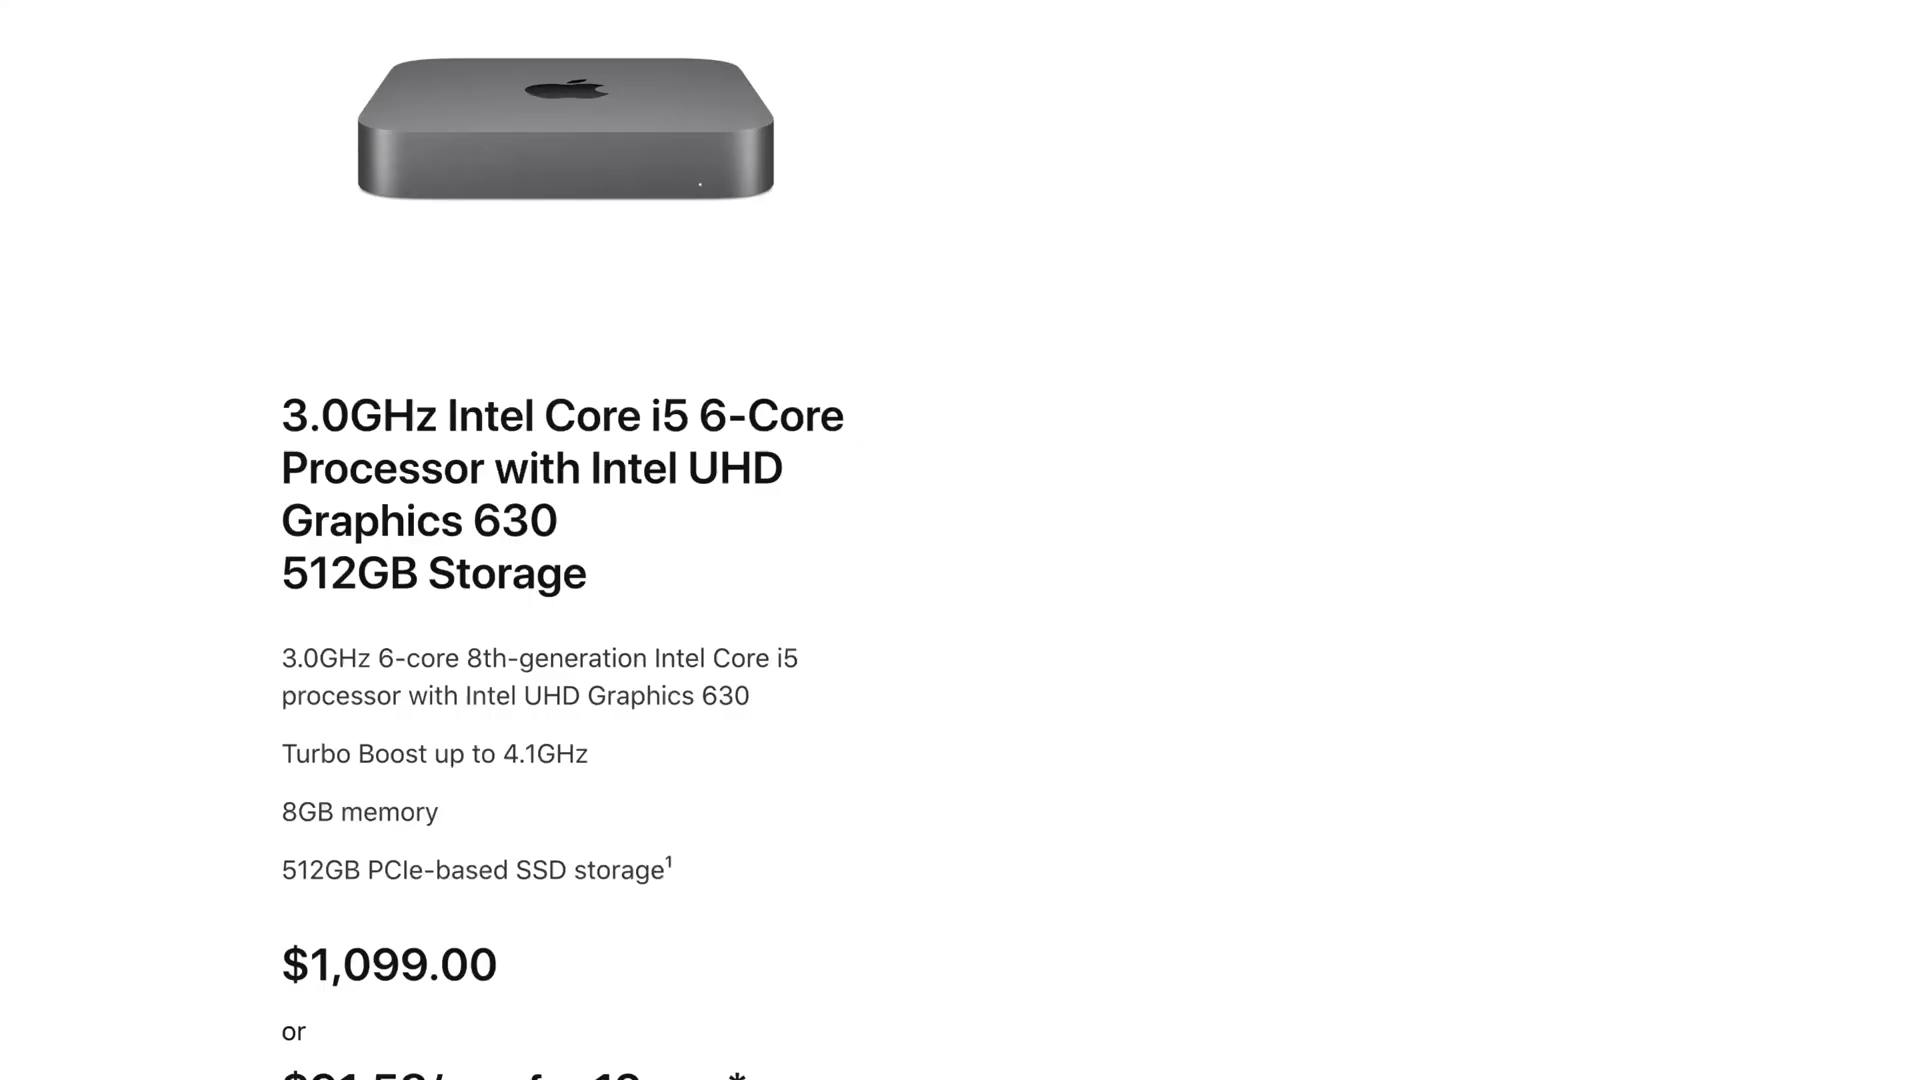 3.0GHz Intel Core i5 6-Core
Processor with Intel UHD
Graphics 630
512GB Storage
3.0GHz 6-core 8th-generation Intel Core i5
processor with Intel UHD Graphics 630
Turbo Boost up to 4.1GHz
8GB memory
512GB PCIe-based SSD storage¹
$1,099.00
or